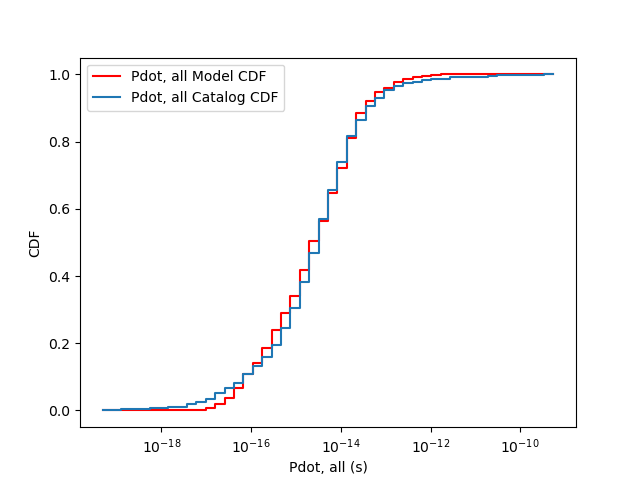 Pdot, all Model CDF
Pdot, all Catalog CDF
1.0
0.8
0.6
0.4
0.2
0.0
CDF
10⁻¹⁸ 10⁻¹⁶ 10⁻¹⁴ 10⁻¹² 10⁻¹⁰
Pdot, all (s)